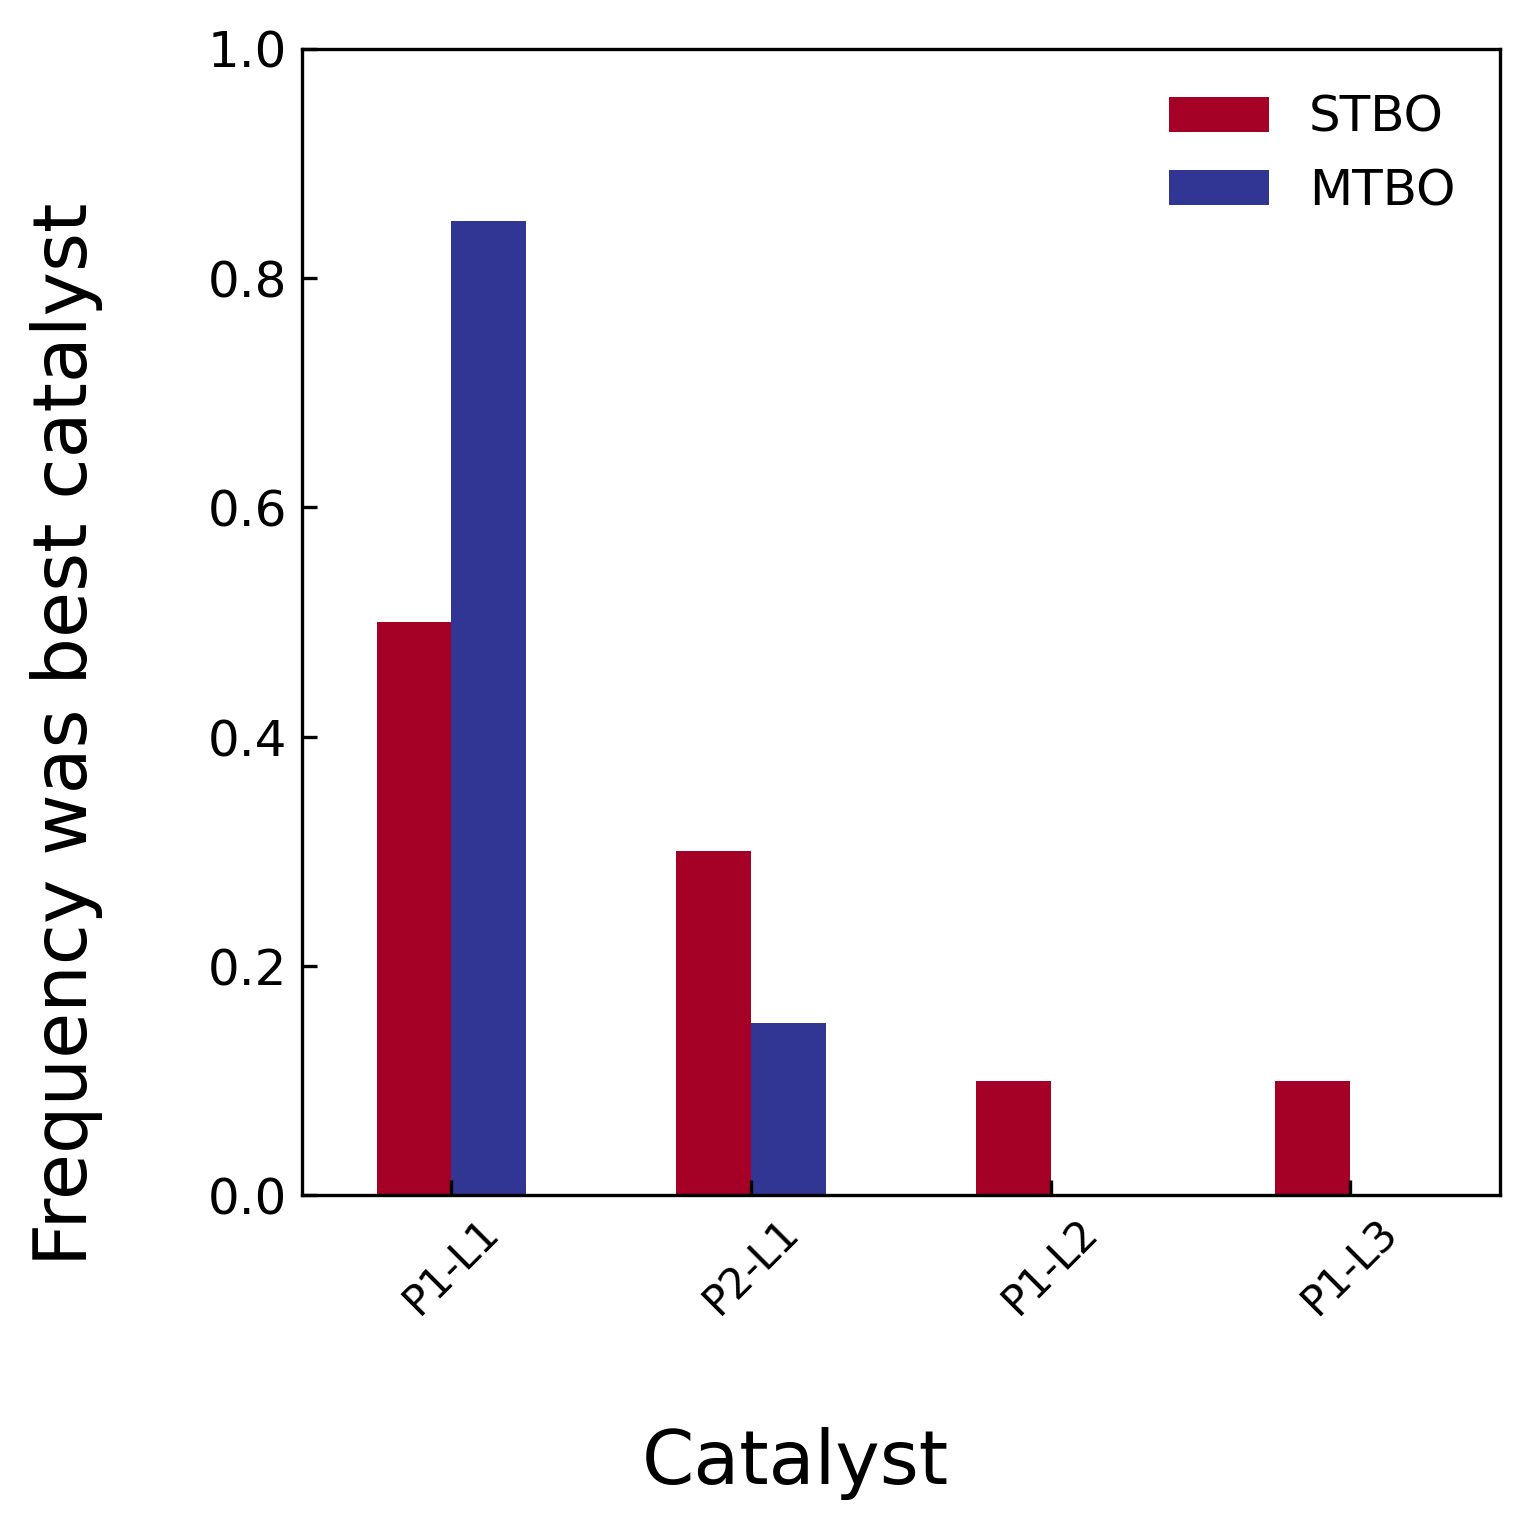 1.0
0.8
0.6
0.4
0.2
0.0
Frequency was best catalyst
STBO
MTBO
P1-L1
P2-L1
P1-L2
P1-L3
Catalyst